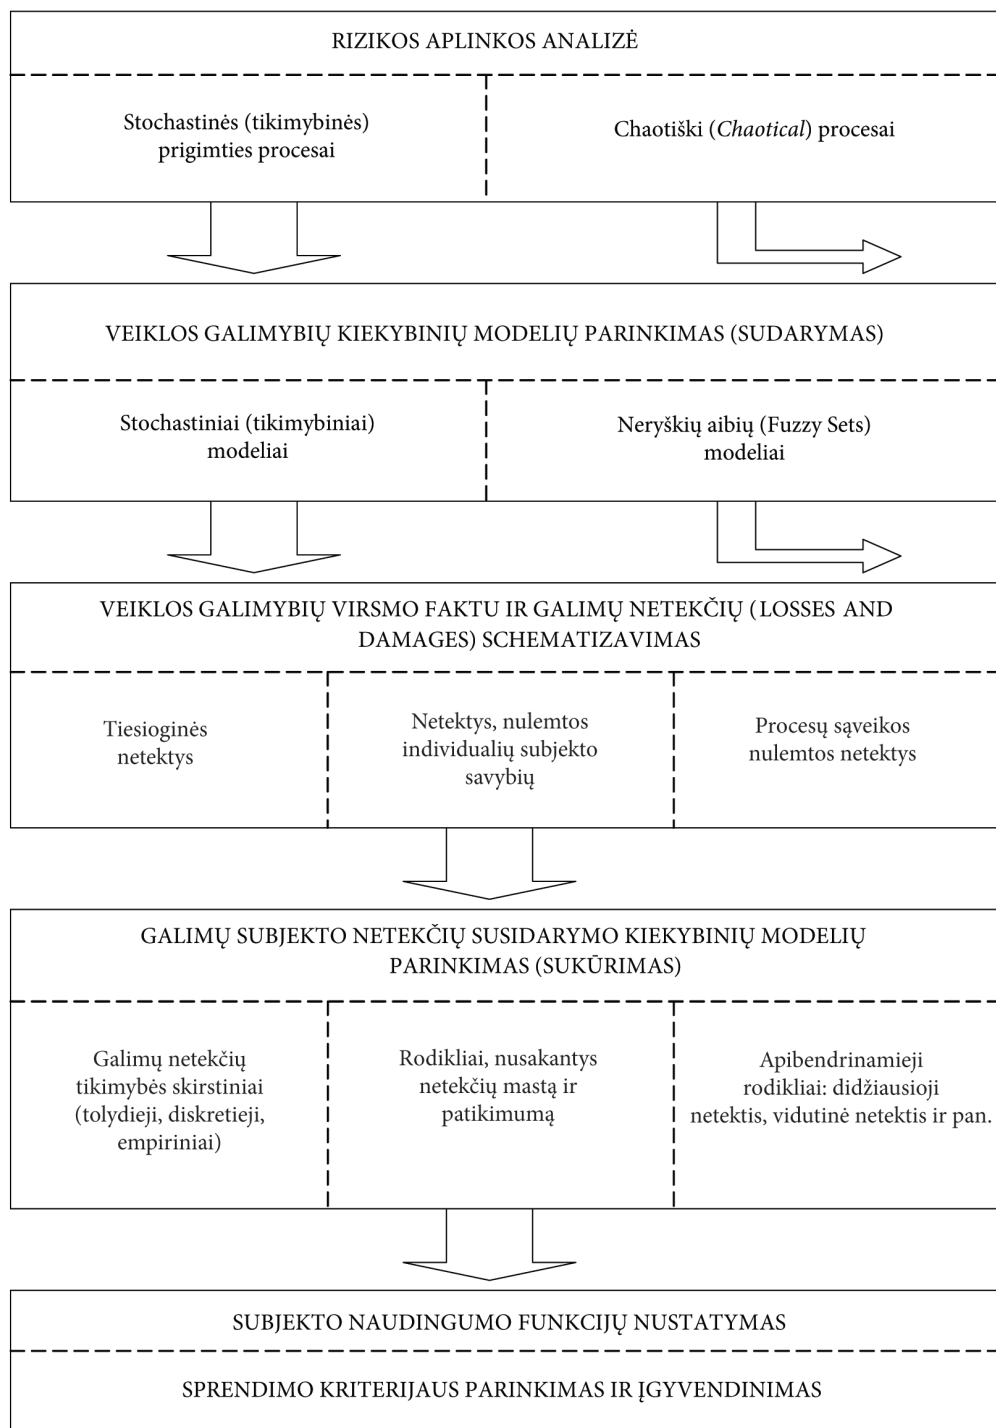 RIZIKOS APLINKOS ANALIZĖ
Stochastinės (tikimybinės)
prigimties procesai
Chaotiški (Chaotical) procesai
VEIKLOS GALIMYBIŲ KIEKYBINIŲ MODELIŲ PARINKIMAS (SUDARYMAS)
Stochastiniai (tikimybiniai)
modeliai
Neryškių aibių (Fuzzy Sets)
modeliai
VEIKLOS GALIMYBIŲ VIRSMO FAKTU IR GALIMŲ NETEKČIŲ (LOSSES AND
DAMAGES) SCHEMATIZAVIMAS
Tiesioginės
netektys
Netektys, nulemtos
individualių subjekto
savybių
Procesų sąveikos
nulemtos netektys
GALIMŲ SUBJEKTO NETEKČIŲ SUSIDARYMO KIEKYBINIŲ MODELIŲ
PARINKIMAS (SUKŪRIMAS)
Galimų netekčių
tikimybės skirstiniai
(tolydieji, diskretieji,
empiriniai)
Rodikliai, nusakantys
netekčių mastą ir
patikimumą
Apibendrinamieji
rodikliai: didžiausioji
netektis, vidutinė netektis ir pan.
SUBJEKTO NAUDINGUMO FUNKCIJŲ NUSTATYMAS
SPRENDIMO KRITERIJAUS PARINKIMAS IR ĮGYVENDINIMAS